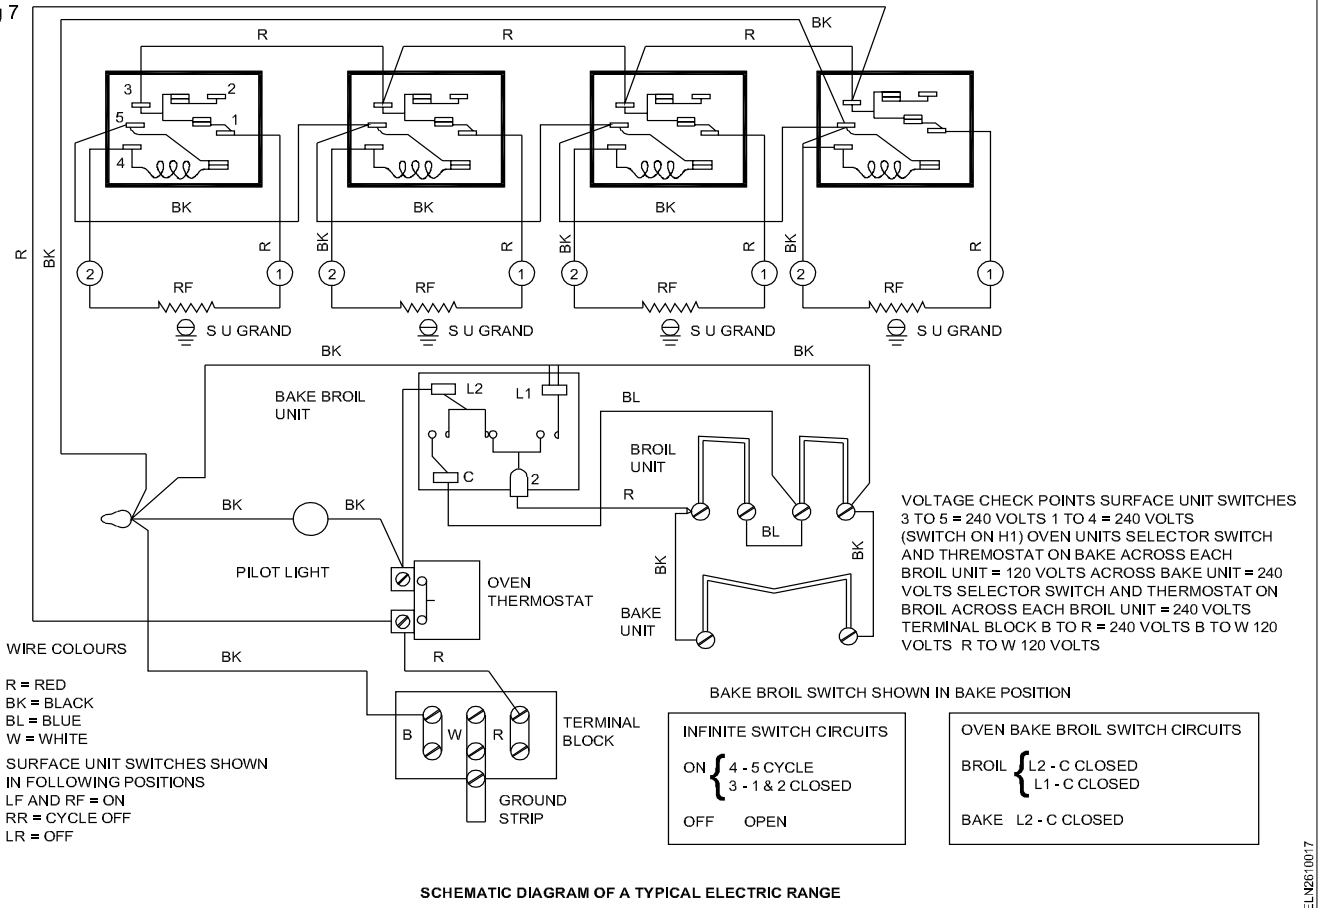 g 7
BK
R
R
R
3
2
5
1
4
BK
BK
BK
R
BK
R
BK
R
BK
R
BK
R
2
1
2
1
2
1
2
1
RF
RF
RF
RF
S U GRAND
S U GRAND
S U GRAND
S U GRAND
BK
BK
BAKE BROIL
UNIT
L2
L1
BL
C
2
BROIL
UNIT
R
BK
BK
BL
BK
BK
PILOT LIGHT
OVEN
THERMOSTAT
BAKE
UNIT
VOLTAGE CHECK POINTS SURFACE UNIT SWITCHES
3 TO 5 = 240 VOLTS 1 TO 4 = 240 VOLTS
(SWITCH ON H1) OVEN UNITS SELECTOR SWITCH
AND THREMOSTAT ON BAKE ACROSS EACH
BROIL UNIT = 120 VOLTS ACROSS BAKE UNIT = 240
VOLTS SELECTOR SWITCH AND THERMOSTAT ON
BROIL ACROSS EACH BROIL UNIT = 240 VOLTS
TERMINAL BLOCK B TO R = 240 VOLTS B TO W 120
VOLTS R TO W 120 VOLTS
WIRE COLOURS
R = RED
BK = BLACK
BL = BLUE
W = WHITE
SURFACE UNIT SWITCHES SHOWN
IN FOLLOWING POSITIONS
LF AND RF = ON
RR = CYCLE OFF
LR = OFF
BK
R
B
W
R
TERMINAL
BLOCK
GROUND
STRIP
BAKE BROIL SWITCH SHOWN IN BAKE POSITION
INFINITE SWITCH CIRCUITS
ON { 4 - 5 CYCLE
3 - 1 & 2 CLOSED
OFF OPEN
OVEN BAKE BROIL SWITCH CIRCUITS
BROIL { L2 - C CLOSED
L1 - C CLOSED
BAKE L2 - C CLOSED
SCHEMATIC DIAGRAM OF A TYPICAL ELECTRIC RANGE
ELN2610017